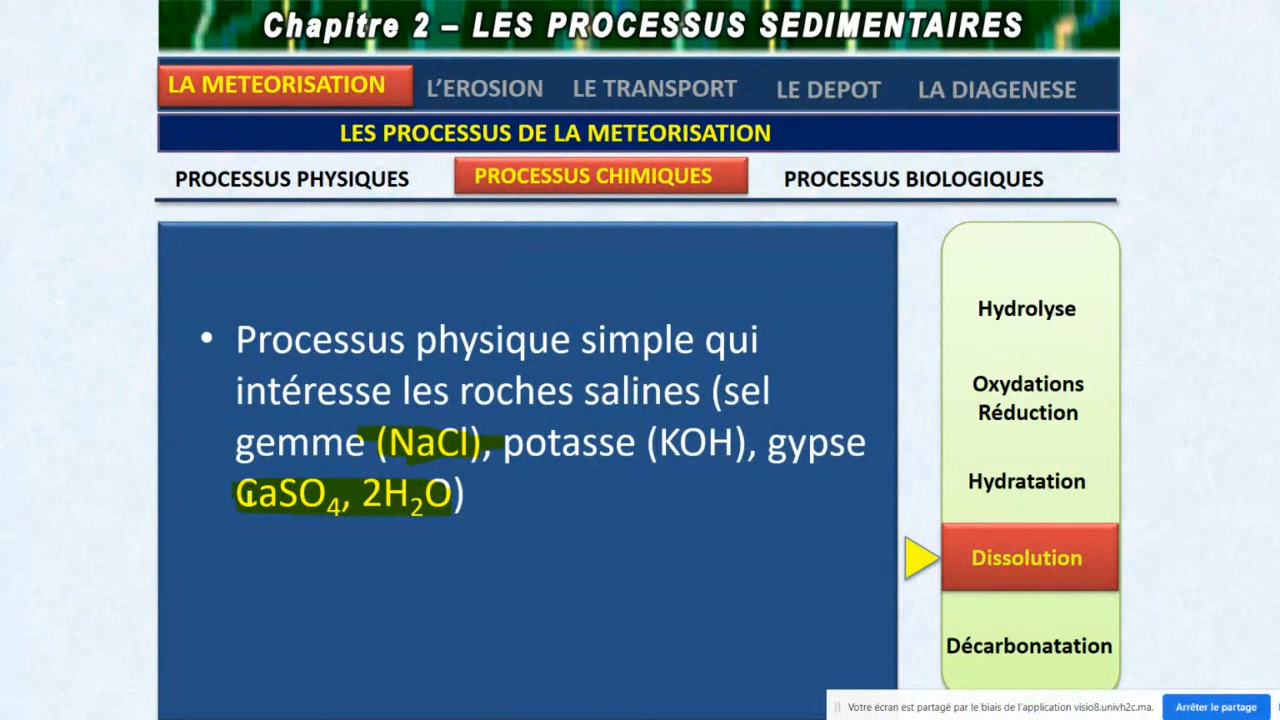 Chapitre 2 – LES PROCESSUS SEDIMENTAIRES
LA METEORISATION L'EROSION LE TRANSPORT LE DEPOT LA DIAGENESE
LES PROCESSUS DE LA METEORISATION
PROCESSUS PHYSIQUES PROCESSUS CHIMIQUES PROCESSUS BIOLOGIQUES
• Processus physique simple qui
intéresse les roches salines (sel
gemme (NaCl), potasse (KOH), gypse
CaSO₄, 2H₂O)
Hydrolyse
Oxydations
Réduction
Hydratation
Dissolution
Décarbonatation
Votre écran est partagé par le biais de l'application visio8.univh2c.ma. Arrêter le partage